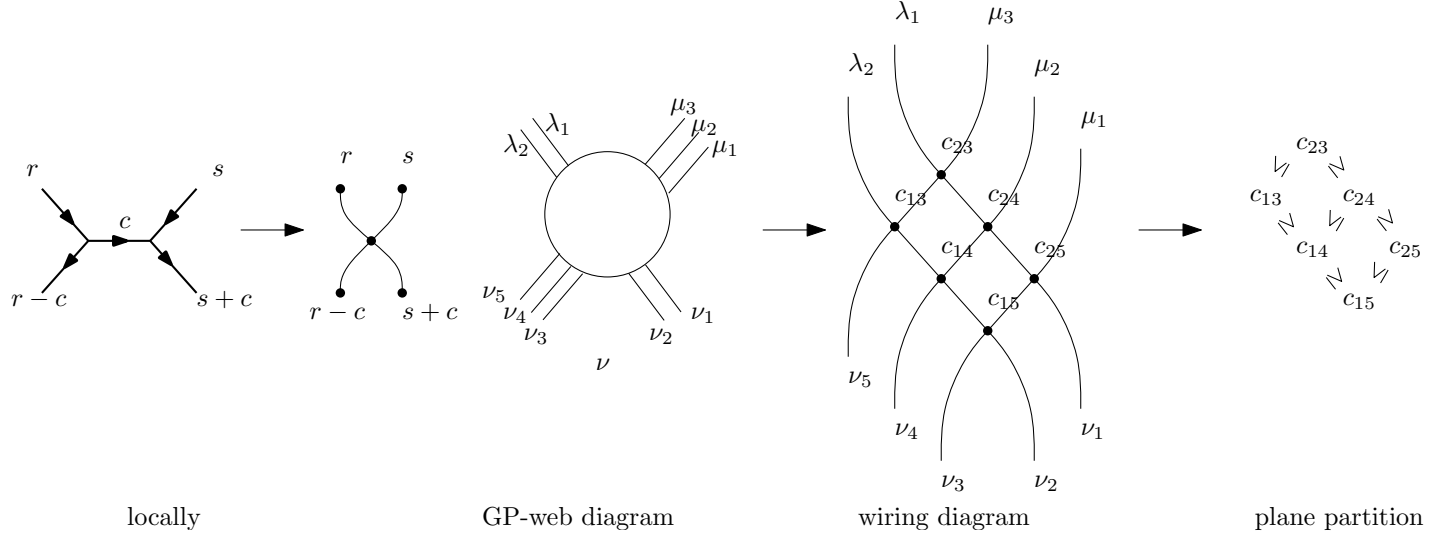 λ₁ μ₃
λ₂ μ₂
μ₁
r s
c
r − c s + c
r s
r − c s + c
λ₁
λ₂
μ₃
μ₂
μ₁
ν₅
ν₄
ν₃
ν₂
ν₁
ν
c₂₃
c₁₃ c₂₄
c₁₄ c₂₅
c₁₅
ν₅
ν₄ ν₁
ν₃ ν₂
c₂₃
≥ ≥
c₁₃ c₂₄
≥ ≥ ≥
c₁₄ c₂₅
≥ ≥
c₁₅
locally GP-web diagram wiring diagram plane partition